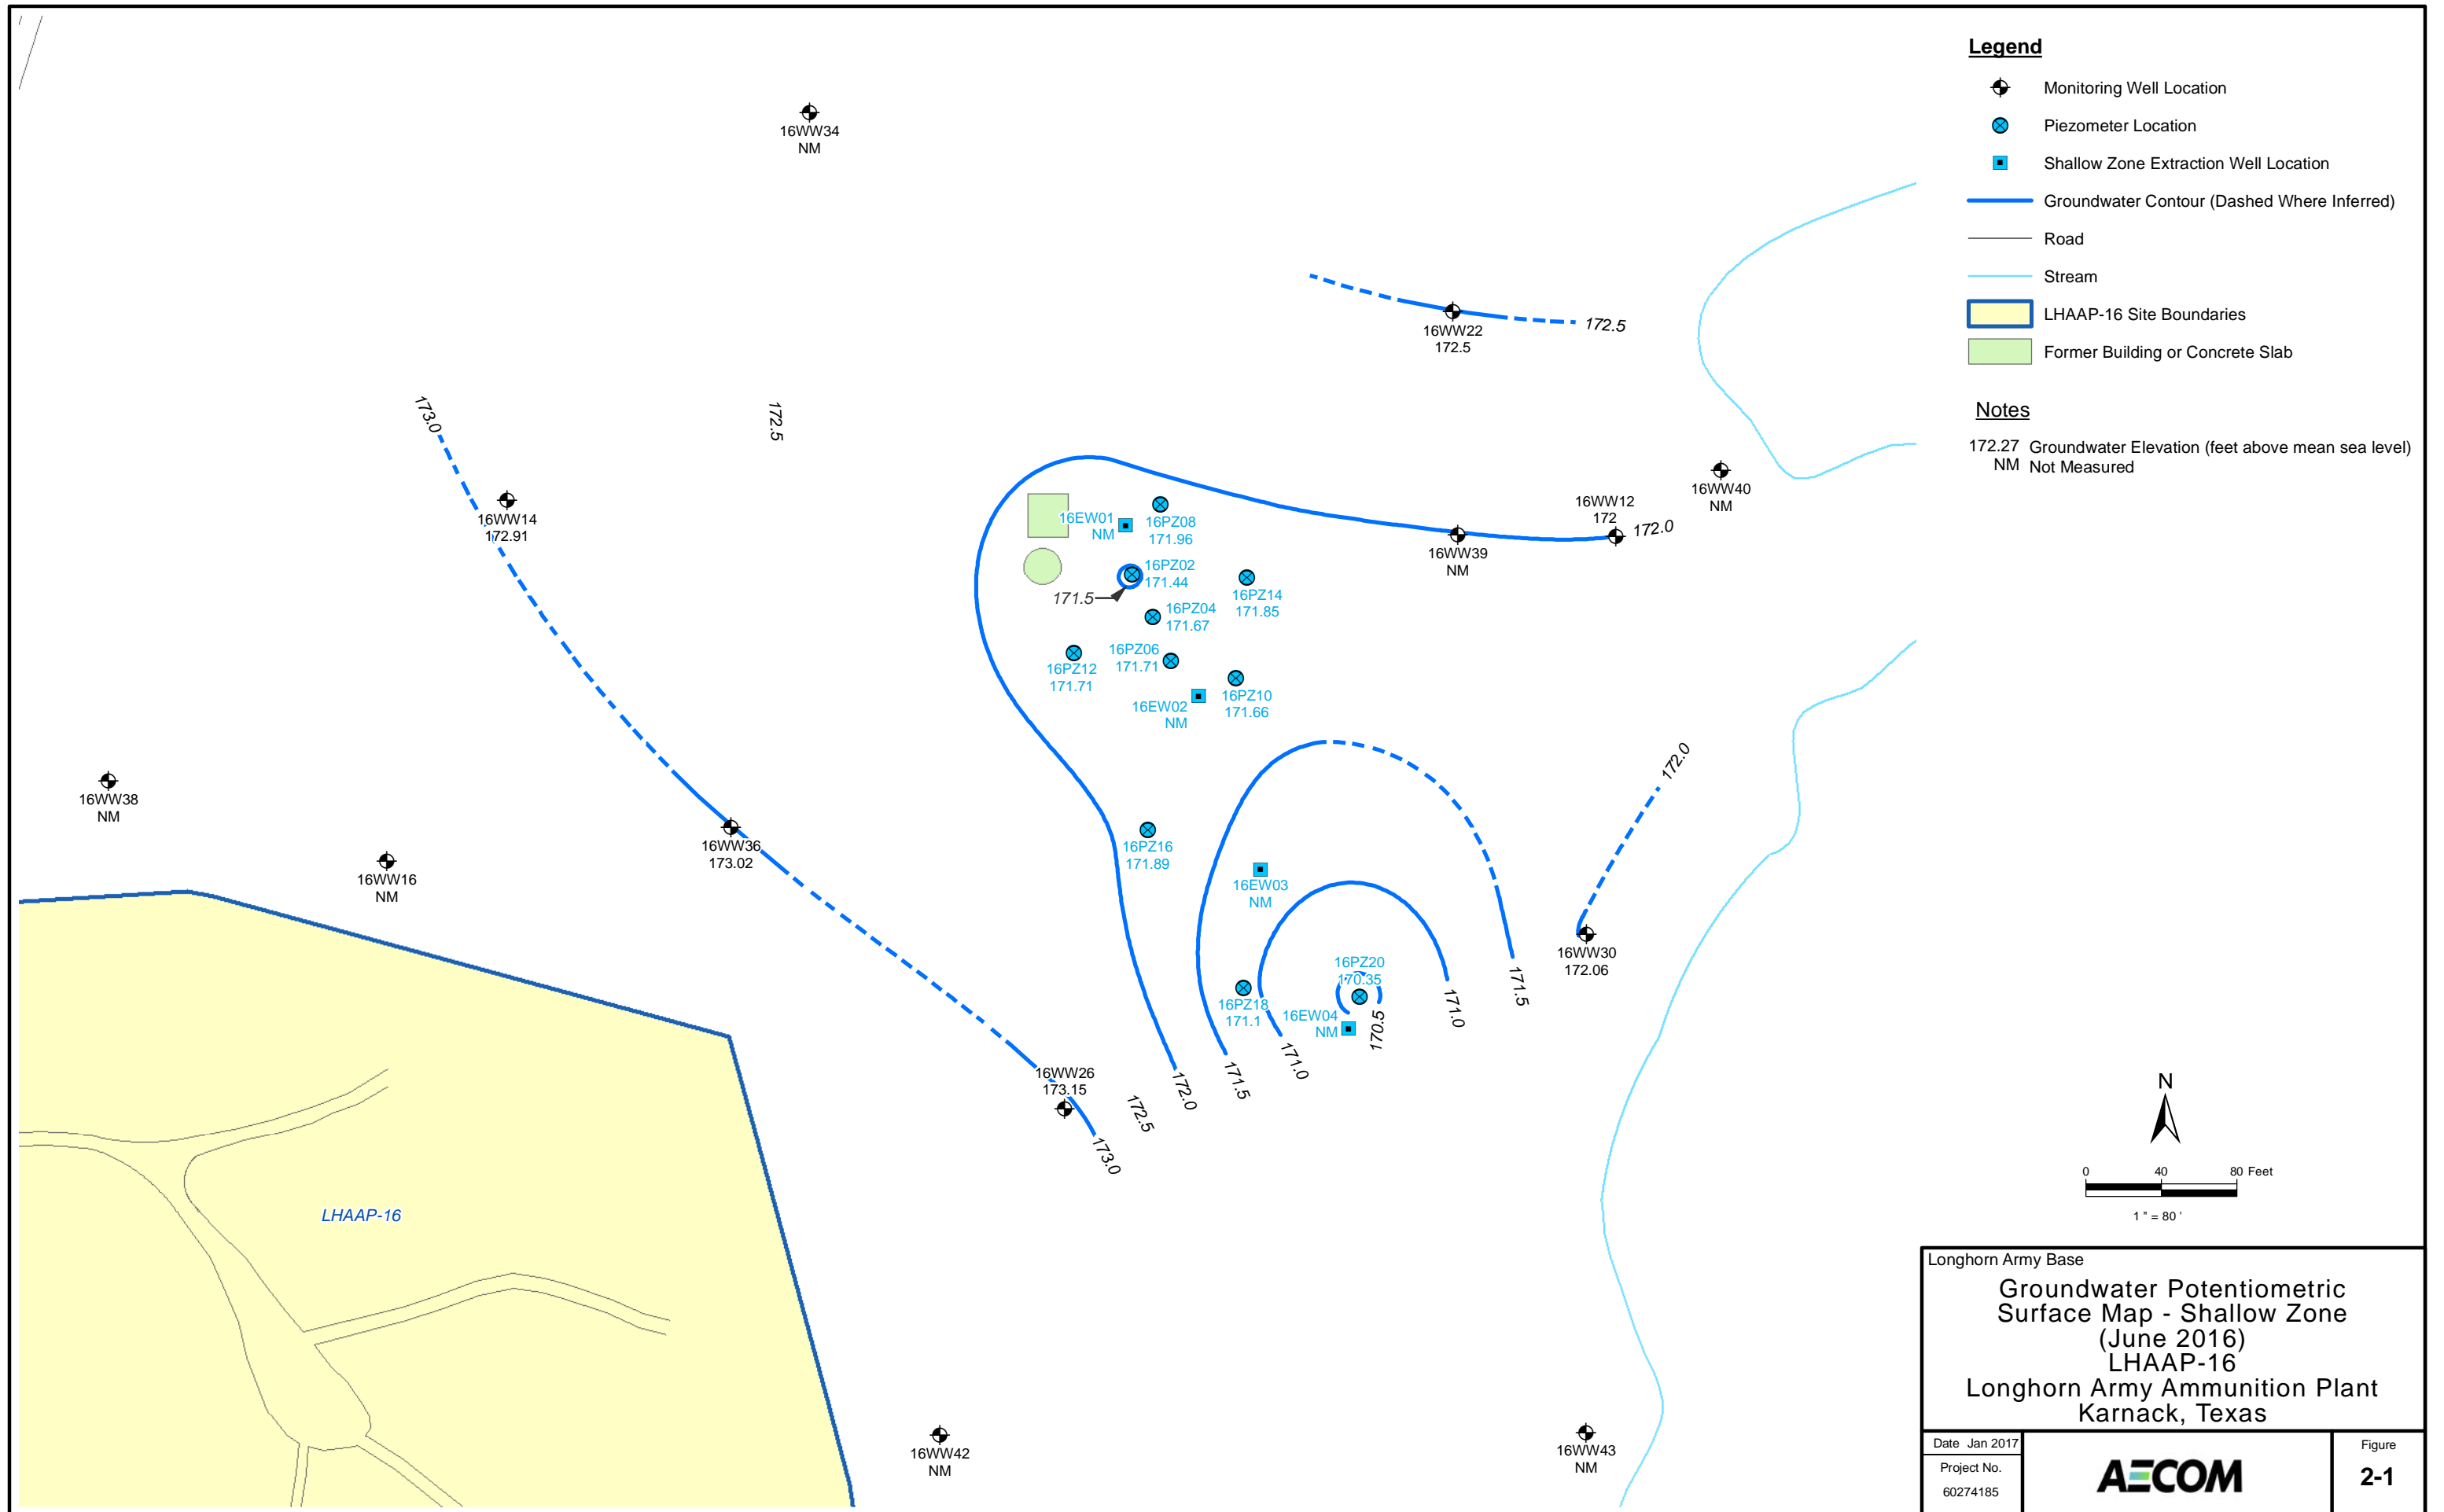 Legend
Monitoring Well Location
Piezometer Location
Shallow Zone Extraction Well Location
Groundwater Contour (Dashed Where Inferred)
Road
Stream
LHAAP-16 Site Boundaries
Former Building or Concrete Slab
Notes
172.27 Groundwater Elevation (feet above mean sea level)
NM Not Measured
16WW34
NM
16WW22
172.5
172.5
173.0
172.5
16WW14
172.91
16WW40
NM
16WW12
172
172.0
16WW39
NM
16EW01
NM
16PZ08
171.96
16PZ02
171.44
171.5
16PZ14
171.85
16PZ04
171.67
16PZ06
171.71
16PZ12
171.71
16PZ10
171.66
16EW02
NM
172.0
16WW38
NM
16WW36
173.02
16WW16
NM
16PZ16
171.89
16EW03
NM
16WW30
172.06
16PZ20
170.35
16PZ18
171.1
16EW04
NM
170.5
171.0
171.5
171.0
171.5
172.0
16WW26
173.15
172.5
173.0
LHAAP-16
16WW42
NM
16WW43
NM
N
0 40 80 Feet
1 " = 80 '
Longhorn Army Base
Groundwater Potentiometric
Surface Map - Shallow Zone
(June 2016)
LHAAP-16
Longhorn Army Ammunition Plant
Karnack, Texas
Date Jan 2017
Project No.
60274185
AECOM
Figure
2-1